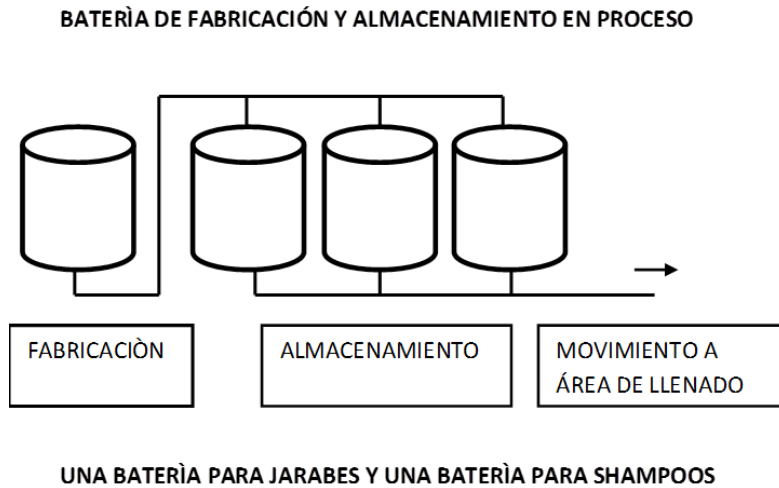 BATERÌA DE FABRICACIÓN Y ALMACENAMIENTO EN PROCESO
FABRICACIÒN
ALMACENAMIENTO
MOVIMIENTO A
ÁREA DE LLENADO
UNA BATERÌA PARA JARABES Y UNA BATERÌA PARA SHAMPOOS